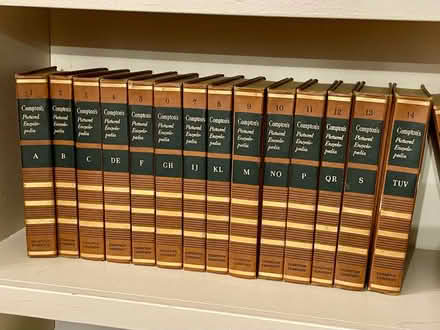 1
Compton's
Pictured
Encyclo-
pedia
A
2
Compton's
Pictured
Encyclo-
pedia
B
3
Compton's
Pictured
Encyclo-
pedia
C
4
Compton's
Pictured
Encyclo-
pedia
DE
5
Compton's
Pictured
Encyclo-
pedia
F
6
Compton's
Pictured
Encyclo-
pedia
GH
7
Compton's
Pictured
Encyclo-
pedia
IJ
8
Compton's
Pictured
Encyclo-
pedia
KL
9
Compton's
Pictured
Encyclo-
pedia
M
10
Compton's
Pictured
Encyclo-
pedia
NO
11
Compton's
Pictured
Encyclo-
pedia
P
12
Compton's
Pictured
Encyclo-
pedia
QR
13
Compton's
Pictured
Encyclo-
pedia
S
14
Compton's
Pictured
Encyclo-
pedia
TUV